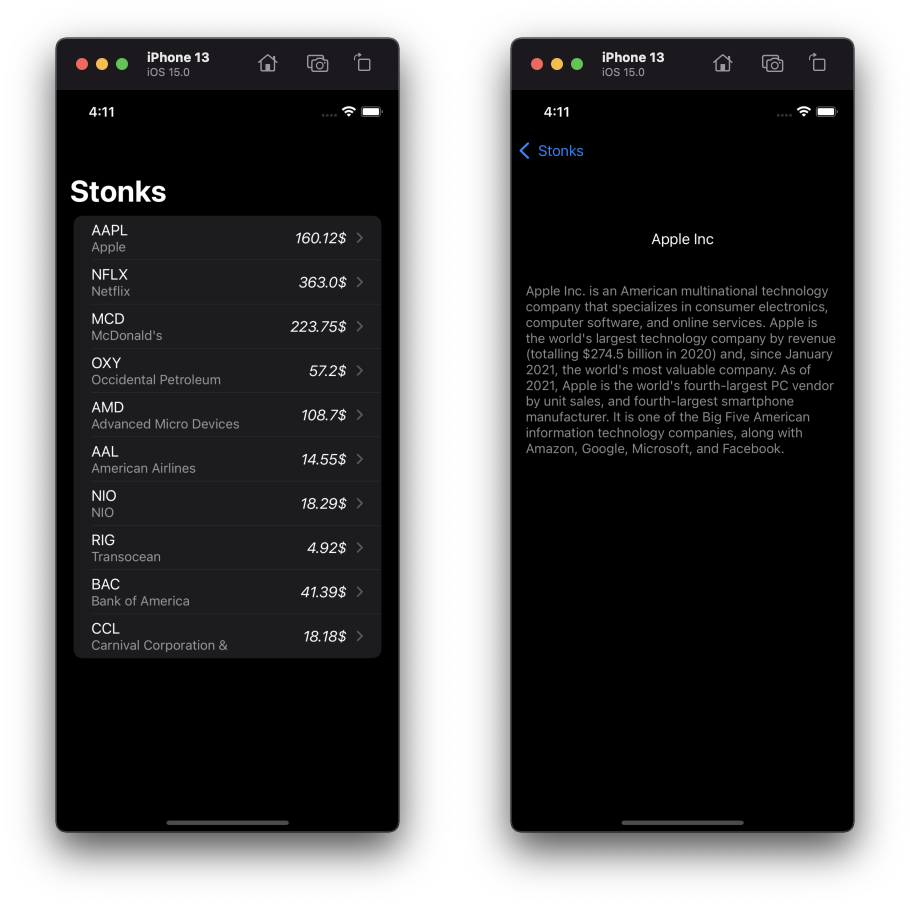 iPhone 13
iOS 15.0
4:11
Stonks
AAPL
Apple
160.12$
NFLX
Netflix
363.0$
MCD
McDonald's
223.75$
OXY
Occidental Petroleum
57.2$
AMD
Advanced Micro Devices
108.7$
AAL
American Airlines
14.55$
NIO
NIO
18.29$
RIG
Transocean
4.92$
BAC
Bank of America
41.39$
CCL
Carnival Corporation &
18.18$
iPhone 13
iOS 15.0
4:11
Stonks
Apple Inc
Apple Inc. is an American multinational technology
company that specializes in consumer electronics,
computer software, and online services. Apple is
the world's largest technology company by revenue
(totalling $274.5 billion in 2020) and, since January
2021, the world's most valuable company. As of
2021, Apple is the world's fourth-largest PC vendor
by unit sales, and fourth-largest smartphone
manufacturer. It is one of the Big Five American
information technology companies, along with
Amazon, Google, Microsoft, and Facebook.